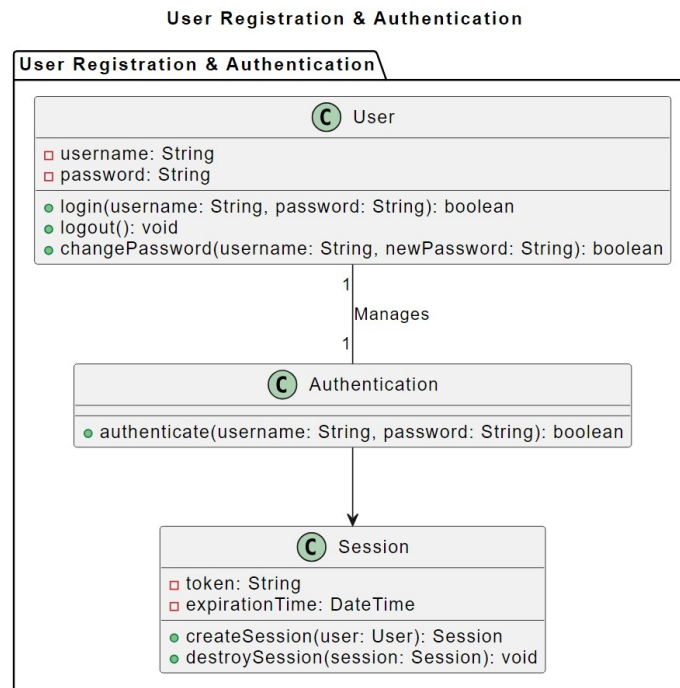 User Registration & Authentication
User Registration & Authentication
C User
username: String
password: String
login(username: String, password: String): boolean
logout(): void
changePassword(username: String, newPassword: String): boolean
1
Manages
1
C Authentication
authenticate(username: String, password: String): boolean
C Session
token: String
expirationTime: DateTime
createSession(user: User): Session
destroySession(session: Session): void